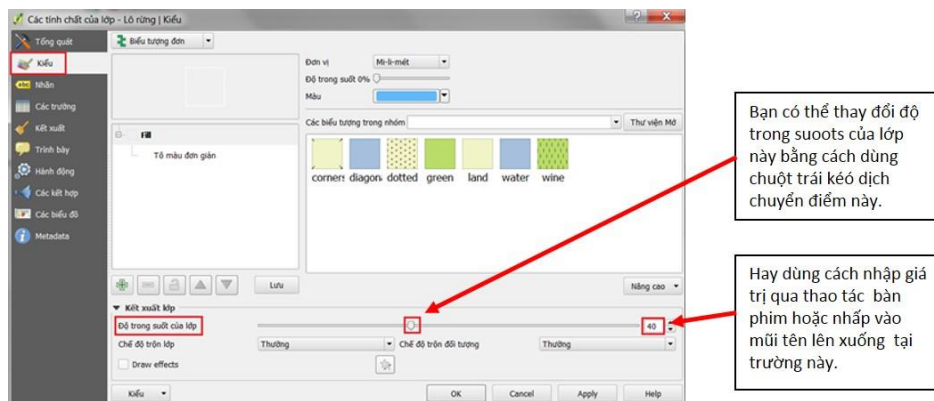 Các tính chất của lớp - Lô rừng | Kiểu
Tổng quát
Kiểu
Nhãn
Các trường
Kết xuất
Trình bày
Hành động
Các kết hợp
Các biểu đồ
Metadata
Biểu tượng đơn
Đơn vị
Mi-li-mét
Độ trong suốt 0%
Màu
Fill
Tô màu đơn giản
Các biểu tượng trong nhóm
Thư viện Mở
corners diagon dotted green land water wine
Lưu
Nâng cao
Kết xuất lớp
Độ trong suốt của lớp
40
Chế độ trộn lớp
Thường
Chế độ trộn đối tượng
Thường
Draw effects
Kiểu
OK
Cancel
Apply
Help
Bạn có thể thay đổi độ
trong suoots của lớp
này bằng cách dùng
chuột trái kéó dịch
chuyển điểm này.
Hay dùng cách nhập giá
trị qua thao tác bàn
phim hoặc nhấp vào
mũi tên lên xuống tại
trường này.